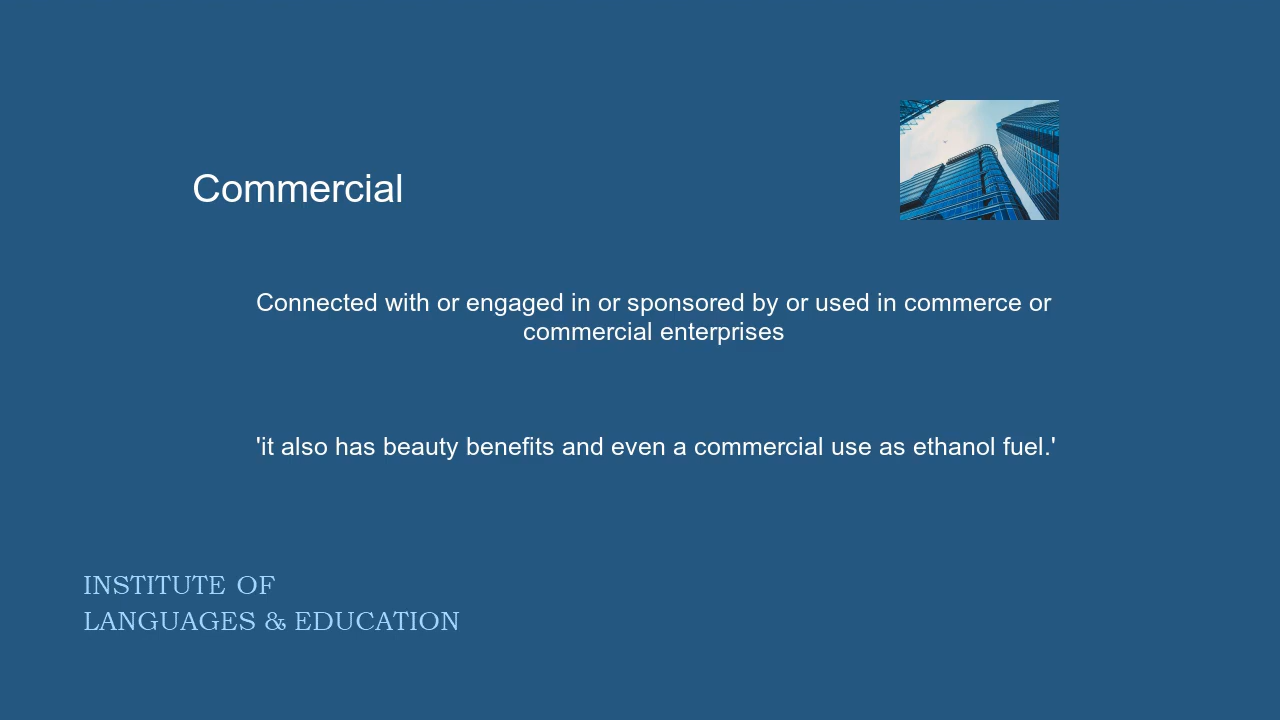 Commercial
Connected with or engaged in or sponsored by or used in commerce or
commercial enterprises
'it also has beauty benefits and even a commercial use as ethanol fuel.'
INSTITUTE OF
LANGUAGES & EDUCATION